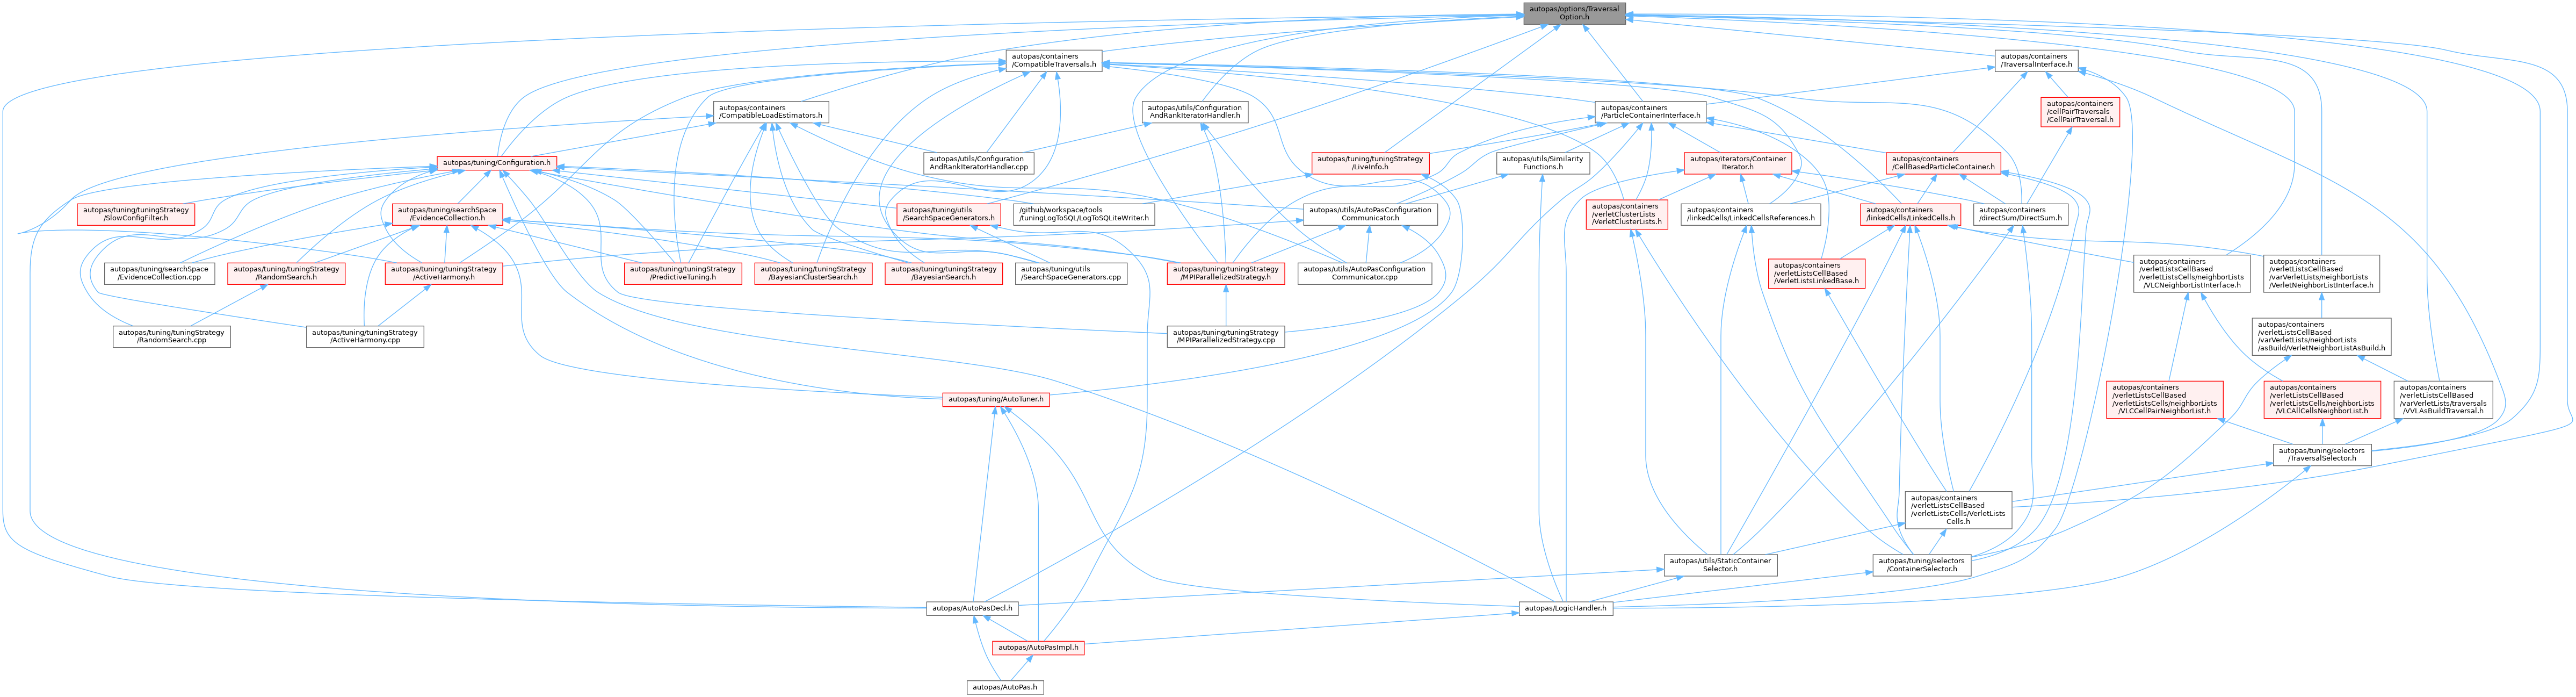 autopas/options/Traversal
Option.h
autopas/containers
/CompatibleTraversals.h
autopas/containers
/TraversalInterface.h
autopas/containers
/CompatibleLoadEstimators.h
autopas/utils/Configuration
AndRankIteratorHandler.h
autopas/containers
/ParticleContainerInterface.h
autopas/containers
/cellPairTraversals
/CellPairTraversal.h
autopas/tuning/Configuration.h
autopas/utils/Configuration
AndRankIteratorHandler.cpp
autopas/tuning/tuningStrategy
/LiveInfo.h
autopas/utils/Similarity
Functions.h
autopas/iterators/Container
Iterator.h
autopas/containers
/CellBasedParticleContainer.h
autopas/tuning/tuningStrategy
/SlowConfigFilter.h
autopas/tuning/searchSpace
/EvidenceCollection.h
autopas/tuning/utils
/SearchSpaceGenerators.h
/github/workspace/tools
/tuningLogToSQL/LogToSQLiteWriter.h
autopas/utils/AutoPasConfiguration
Communicator.h
autopas/containers
/verletClusterLists
/VerletClusterLists.h
autopas/containers
/linkedCells/LinkedCellsReferences.h
autopas/containers
/linkedCells/LinkedCells.h
autopas/containers
/directSum/DirectSum.h
autopas/tuning/searchSpace
/EvidenceCollection.cpp
autopas/tuning/tuningStrategy
/RandomSearch.h
autopas/tuning/tuningStrategy
/ActiveHarmony.h
autopas/tuning/tuningStrategy
/PredictiveTuning.h
autopas/tuning/tuningStrategy
/BayesianClusterSearch.h
autopas/tuning/tuningStrategy
/BayesianSearch.h
autopas/tuning/utils
/SearchSpaceGenerators.cpp
autopas/tuning/tuningStrategy
/MPIParallelizedStrategy.h
autopas/utils/AutoPasConfiguration
Communicator.cpp
autopas/containers
/verletListsCellBased
/VerletListsLinkedBase.h
autopas/containers
/verletListsCellBased
/verletListsCells/neighborLists
/VLCNeighborListInterface.h
autopas/containers
/verletListsCellBased
/varVerletLists/neighborLists
/VerletNeighborListInterface.h
autopas/tuning/tuningStrategy
/RandomSearch.cpp
autopas/tuning/tuningStrategy
/ActiveHarmony.cpp
autopas/tuning/tuningStrategy
/MPIParallelizedStrategy.cpp
autopas/containers
/verletListsCellBased
/varVerletLists/neighborLists
/asBuild/VerletNeighborListAsBuild.h
autopas/tuning/AutoTuner.h
autopas/containers
/verletListsCellBased
/verletListsCells/neighborLists
/VLCCellPairNeighborList.h
autopas/containers
/verletListsCellBased
/verletListsCells/neighborLists
/VLCAllCellsNeighborList.h
autopas/containers
/verletListsCellBased
/varVerletLists/traversals
/VVLAsBuildTraversal.h
autopas/tuning/selectors
/TraversalSelector.h
autopas/containers
/verletListsCellBased
/verletListsCells/VerletLists
Cells.h
autopas/utils/StaticContainer
Selector.h
autopas/tuning/selectors
/ContainerSelector.h
autopas/AutoPasDecl.h
autopas/LogicHandler.h
autopas/AutoPasImpl.h
autopas/AutoPas.h